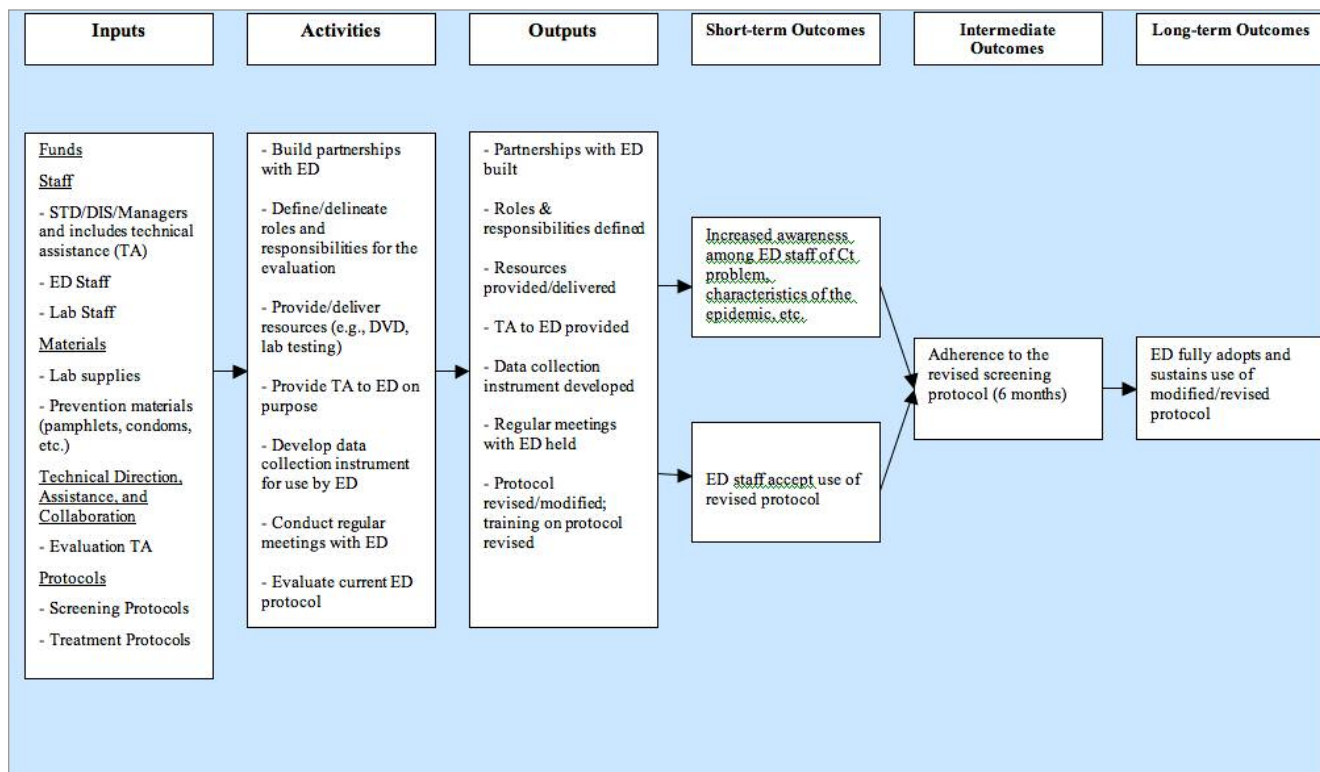 Inputs
Activities
Outputs
Short-term Outcomes
Intermediate
Outcomes
Long-term Outcomes
Funds
Staff
- STD/DIS/Managers
and includes technical
assistance (TA)
- ED Staff
- Lab Staff
Materials
- Lab supplies
- Prevention materials
(pamphlets, condoms,
etc.)
Technical Direction,
Assistance, and
Collaboration
- Evaluation TA
Protocols
- Screening Protocols
- Treatment Protocols
- Build partnerships
with ED
- Define/delineate
roles and
responsibilities for the
evaluation
- Provide/deliver
resources (e.g., DVD,
lab testing)
- Provide TA to ED on
purpose
- Develop data
collection instrument
for use by ED
- Conduct regular
meetings with ED
- Evaluate current ED
protocol
- Partnerships with ED
built
- Roles &
responsibilities defined
- Resources
provided/delivered
- TA to ED provided
- Data collection
instrument developed
- Regular meetings
with ED held
- Protocol
revised/modified;
training on protocol
revised
Increased awareness
among ED staff of Ct
problem,
characteristics of the
epidemic, etc.
ED staff accept use of
revised protocol
Adherence to the
revised screening
protocol (6 months)
ED fully adopts and
sustains use of
modified/revised
protocol